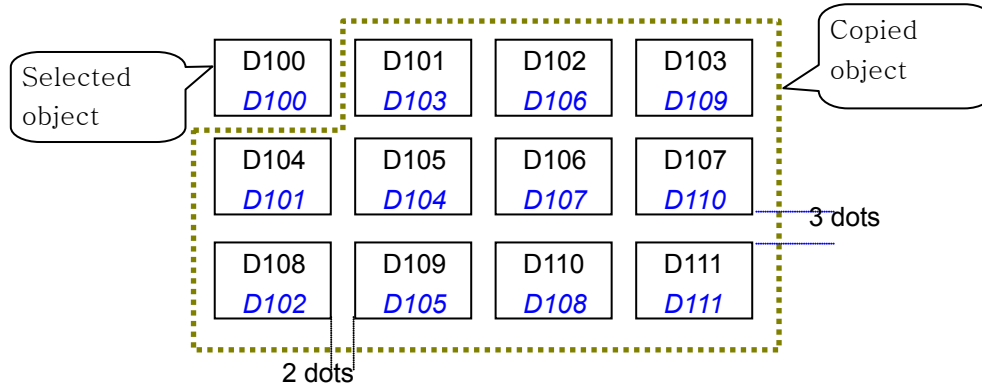 Selected
object
Copied
object
D100 D101 D102 D103
D100 D103 D106 D109
D104 D105 D106 D107
D101 D104 D107 D110
3 dots
D108 D109 D110 D111
D102 D105 D108 D111
2 dots